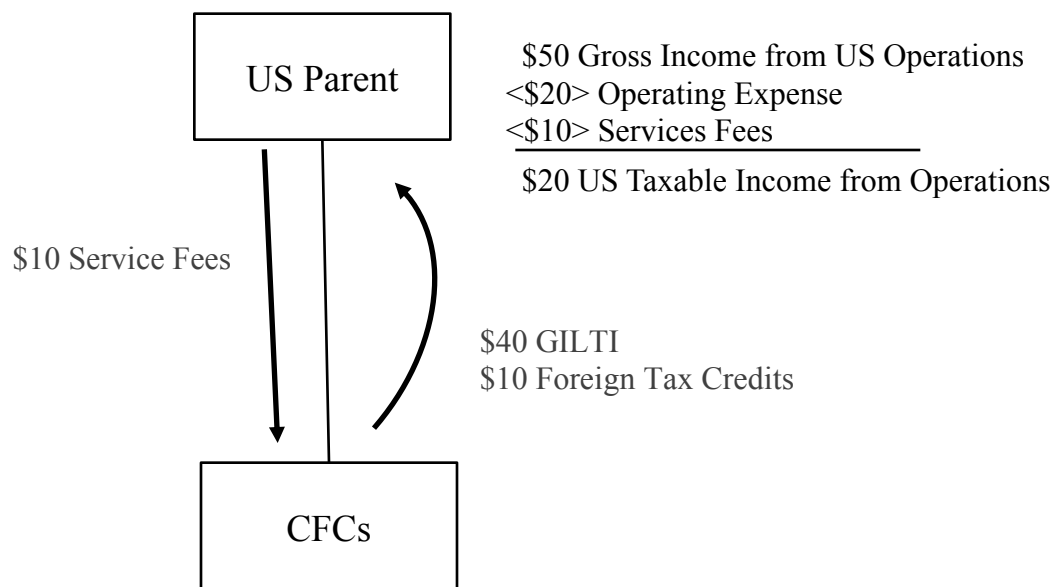 US Parent
$50 Gross Income from US Operations
<$20> Operating Expense
<$10> Services Fees
$20 US Taxable Income from Operations
$10 Service Fees
$40 GILTI
$10 Foreign Tax Credits
CFCs